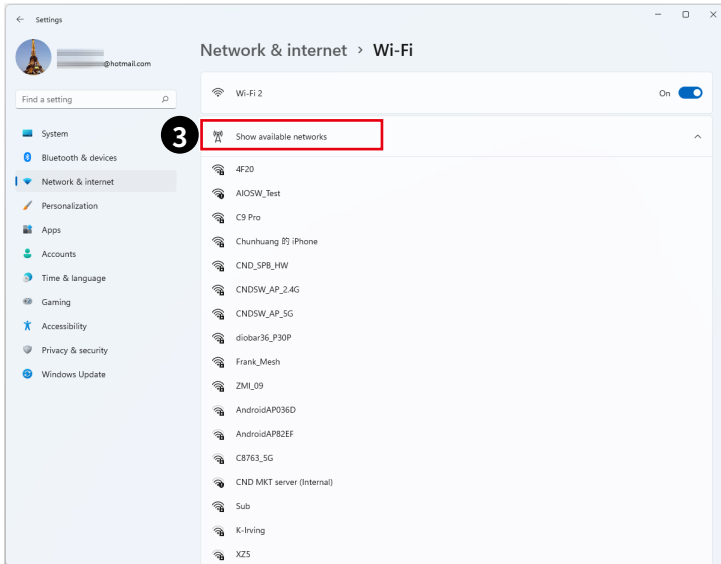 Settings
@hotmail.com
Find a setting
System
Bluetooth & devices
Network & internet
Personalization
Apps
Accounts
Time & language
Gaming
Accessibility
Privacy & security
Windows Update
Network & internet > Wi-Fi
Wi-Fi 2
On
3
Show available networks
4F20
AIOSW_Test
C9 Pro
Chunhuang 的 iPhone
CND_SPB_HW
CNDSW_AP_2.4G
CNDSW_AP_5G
diobar36_P30P
Frank_Mesh
ZMI_09
AndroidAP036D
AndroidAP82EF
C8763_5G
CND MKT server (Internal)
Sub
K-Irving
XZ5